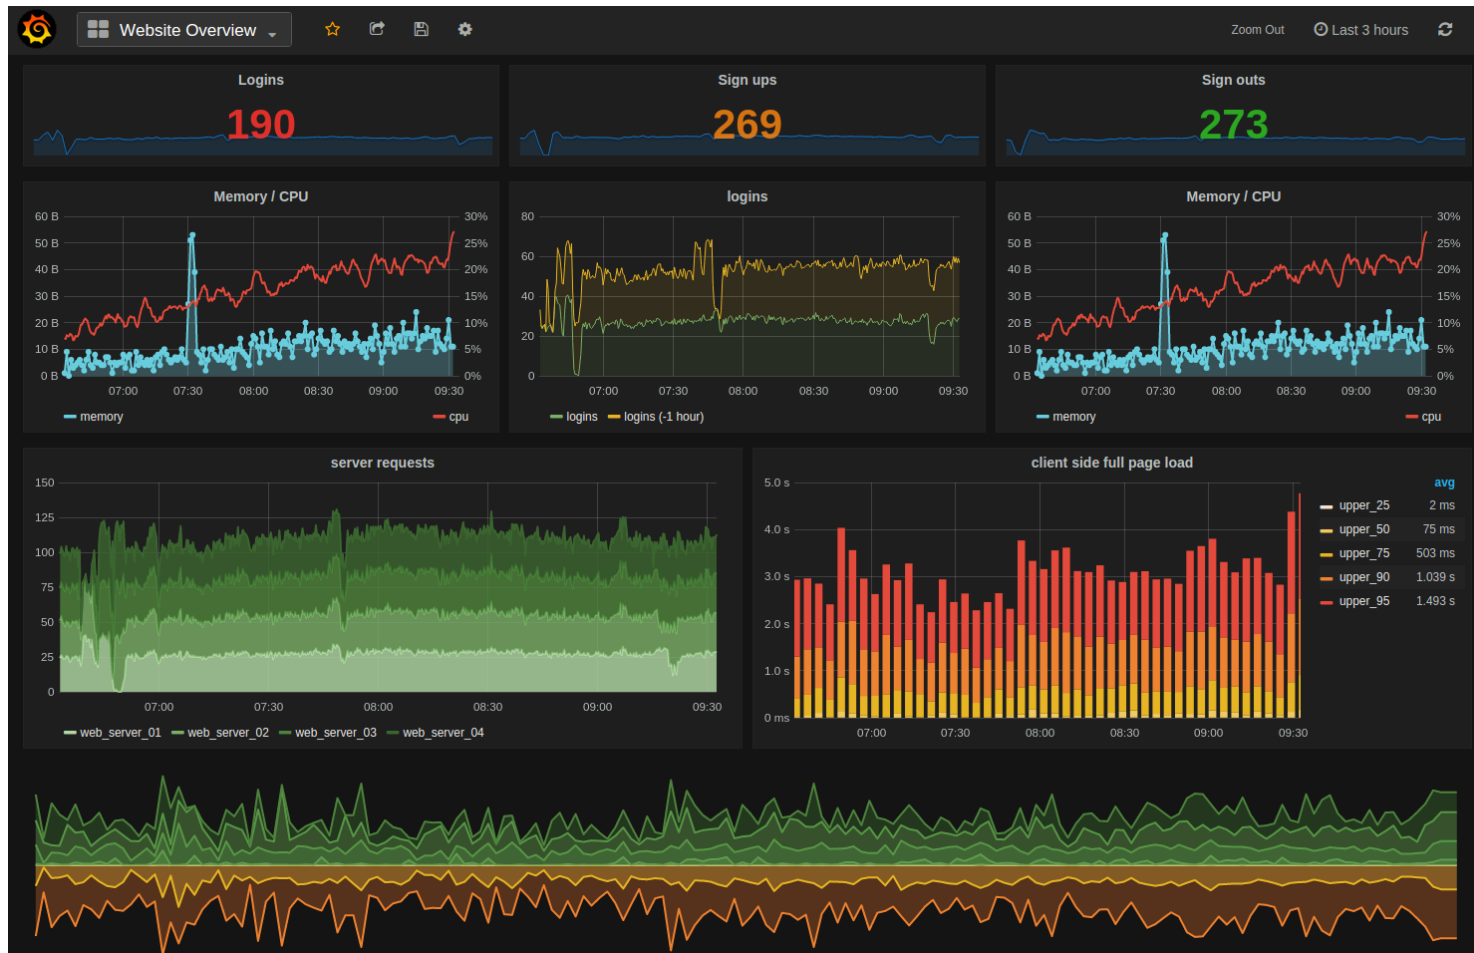 Website Overview
Zoom Out
Last 3 hours
Logins
190
Sign ups
269
Sign outs
273
Memory / CPU
60 B
50 B
40 B
30 B
20 B
10 B
0 B
30%
25%
20%
15%
10%
5%
0%
07:00 07:30 08:00 08:30 09:00 09:30
memory
cpu
logins
80
60
40
20
0
07:00 07:30 08:00 08:30 09:00 09:30
logins logins (-1 hour)
Memory / CPU
60 B
50 B
40 B
30 B
20 B
10 B
0 B
30%
25%
20%
15%
10%
5%
0%
07:00 07:30 08:00 08:30 09:00 09:30
memory
cpu
server requests
150
125
100
75
50
25
0
07:00 07:30 08:00 08:30 09:00 09:30
web_server_01 web_server_02 web_server_03 web_server_04
client side full page load
5.0 s
4.0 s
3.0 s
2.0 s
1.0 s
0 ms
07:00 07:30 08:00 08:30 09:00 09:30
avg
upper_25 2 ms
upper_50 75 ms
upper_75 503 ms
upper_90 1.039 s
upper_95 1.493 s